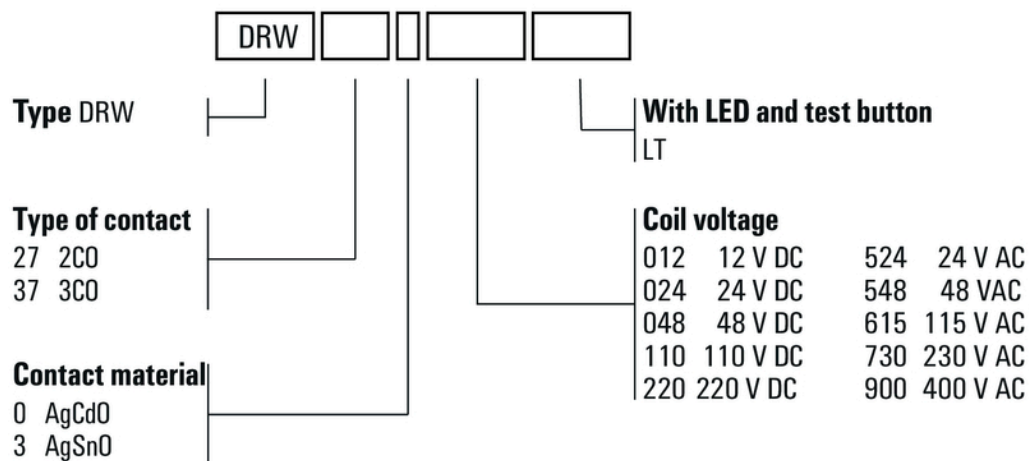 DRW
Type DRW
With LED and test button
LT
Type of contact
27 2CO
37 3CO
Contact material
0 AgCdO
3 AgSnO
Coil voltage
012 12 V DC 524 24 V AC
024 24 V DC 548 48 VAC
048 48 V DC 615 115 V AC
110 110 V DC 730 230 V AC
220 220 V DC 900 400 V AC